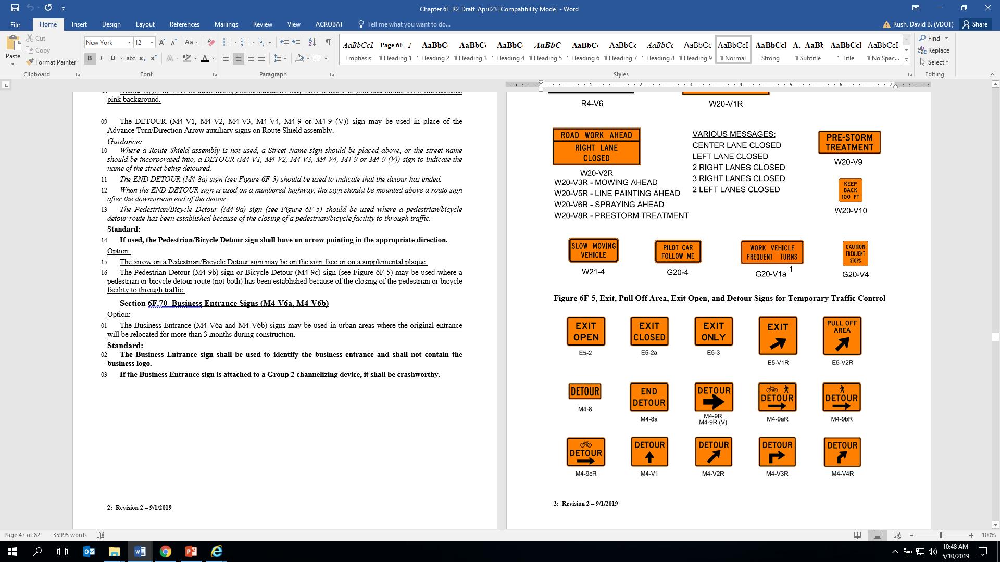 Chapter 6F_R2_Draft_April23 [Compatibility Mode] - Word
File Home Insert Design Layout References Mailings Review View ACROBAT Tell me what you want to do... Rush, David B. (VDOT) Share
Paste
Cut
Copy
Format Painter
New York 12
AaBbCcI Emphasis
Page 6F- ¶ Heading 1
AaBbC ¶ Heading 2
AaBbC ¶ Heading 3
AaBbC ¶ Heading 4
AaBbC ¶ Heading 5
AaBbCc ¶ Heading 6
AaBbCc ¶ Heading 7
AaBbCc ¶ Heading 8
AaBbCc ¶ Heading 9
AaBbCcI ¶ Normal
AaBbCcI Strong
A. AaBb ¶ Subtitle
AaBbCcI ¶ Title
AaBbCcI ¶ No Spac...
Find
Replace
Select
Clipboard Font Paragraph Styles Editing
1 2 3 4 5 6 7
08 Detour signs in TTC incident management situations may have a black legend and border on a fluorescence
pink background.
09 The DETOUR (M4-V1, M4-V2, M4-V3, M4-V4, M4-9 or M4-9 (V)) sign may be used in place of the
Advance Turn/Direction Arrow auxiliary signs on Route Shield assembly.
Guidance:
10 Where a Route Shield assembly is not used, a Street Name sign should be placed above, or the street name
should be incorporated into, a DETOUR (M4-V1, M4-V2, M4-V3, M4-V4, M4-9 or M4-9 (V)) sign to indicate the
name of the street being detoured.
11 The END DETOUR (M4-8a) sign (see Figure 6F-5) should be used to indicate that the detour has ended.
12 When the END DETOUR sign is used on a numbered highway, the sign should be mounted above a route sign
after the downstream end of the detour.
13 The Pedestrian/Bicycle Detour (M4-9a) sign (see Figure 6F-5) should be used where a pedestrian/bicycle
detour route has been established because of the closing of a pedestrian/bicycle facility to through traffic.
Standard:
14 If used, the Pedestrian/Bicycle Detour sign shall have an arrow pointing in the appropriate direction.
Option:
15 The arrow on a Pedestrian/Bicycle Detour sign may be on the sign face or on a supplemental plaque.
16 The Pedestrian Detour (M4-9b) sign or Bicycle Detour (M4-9c) sign (see Figure 6F-5) may be used where a
pedestrian or bicycle detour route (not both) has been established because of the closing of the pedestrian or bicycle
facility to through traffic.
Section 6F.70 Business Entrance Signs (M4-V6a, M4-V6b)
Option:
01 The Business Entrance (M4-V6a and M4-V6b) signs may be used in urban areas where the original entrance
will be relocated for more than 3 months during construction.
Standard:
02 The Business Entrance sign shall be used to identify the business entrance and shall not contain the
business logo.
03 If the Business Entrance sign is attached to a Group 2 channelizing device, it shall be crashworthy.
2: Revision 2 – 9/1/2019
R4-V6
W20-V1R
ROAD WORK AHEAD
RIGHT LANE
CLOSED
W20-V2R
W20-V3R - MOWING AHEAD
W20-V5R - LINE PAINTING AHEAD
W20-V6R - SPRAYING AHEAD
W20-V8R - PRESTORM TREATMENT
VARIOUS MESSAGES:
CENTER LANE CLOSED
LEFT LANE CLOSED
2 RIGHT LANES CLOSED
3 RIGHT LANES CLOSED
2 LEFT LANES CLOSED
PRE-STORM
TREATMENT
W20-V9
KEEP
BACK
100 FT
W20-V10
SLOW MOVING
VEHICLE
W21-4
PILOT CAR
FOLLOW ME
G20-4
WORK VEHICLE
FREQUENT TURNS
G20-V1a 1
CAUTION
FREQUENT
STOPS
G20-V4
Figure 6F-5, Exit, Pull Off Area, Exit Open, and Detour Signs for Temporary Traffic Control
EXIT
OPEN
E5-2
EXIT
CLOSED
E5-2a
EXIT
ONLY
E5-3
EXIT
E5-V1R
PULL OFF
AREA
E5-V2R
DETOUR
M4-8
END
DETOUR
M4-8a
DETOUR
M4-9R
M4-9R (V)
DETOUR
M4-9aR
DETOUR
M4-9bR
DETOUR
M4-9cR
DETOUR
M4-V1
DETOUR
M4-V2R
DETOUR
M4-V3R
DETOUR
M4-V4R
2: Revision 2 – 9/1/2019
Page 47 of 82 35995 words 100%
10:48 AM
5/10/2019